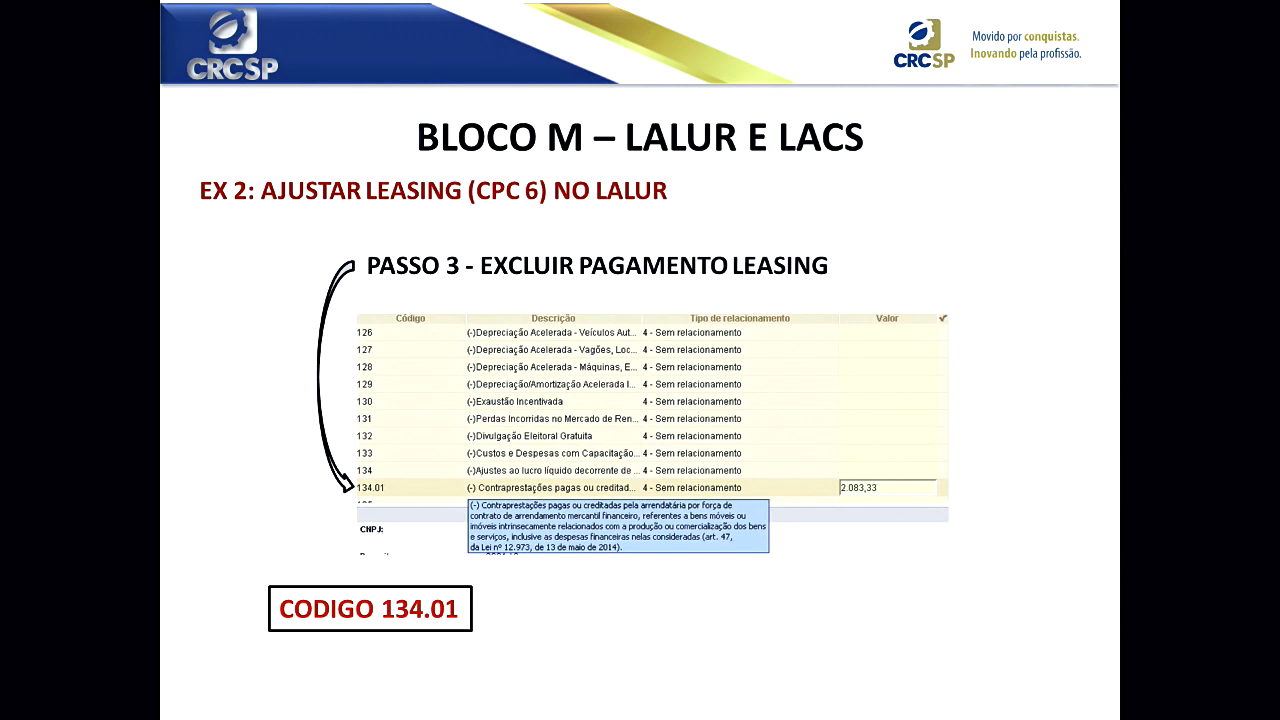 CRCSP
CRCSP
Movido por conquistas.
Inovando pela profissão.
BLOCO M – LALUR E LACS
EX 2: AJUSTAR LEASING (CPC 6) NO LALUR
PASSO 3 - EXCLUIR PAGAMENTO LEASING
Código Descrição Tipo de relacionamento Valor
126 (-)Depreciação Acelerada - Veículos Aut... 4 - Sem relacionamento
127 (-)Depreciação Acelerada - Vagões, Loc... 4 - Sem relacionamento
128 (-)Depreciação Acelerada - Máquinas, E... 4 - Sem relacionamento
129 (-)Depreciação/Amortização Acelerada I... 4 - Sem relacionamento
130 (-)Exaustão Incentivada 4 - Sem relacionamento
131 (-)Perdas Incorridas no Mercado de Ren... 4 - Sem relacionamento
132 (-)Divulgação Eleitoral Gratuita 4 - Sem relacionamento
133 (-)Custos e Despesas com Capacitação... 4 - Sem relacionamento
134 (-)Ajustes ao lucro líquido decorrente de ... 4 - Sem relacionamento
134.01 (-) Contraprestações pagas ou creditad... 4 - Sem relacionamento 2.083,33
(-) Contraprestações pagas ou creditadas pela arrendatária por força de
contrato de arrendamento mercantil financeiro, referentes a bens móveis ou
imóveis intrinsecamente relacionados com a produção ou comercialização dos bens
e serviços, inclusive as despesas financeiras nelas consideradas (art. 47,
da Lei nº 12.973, de 13 de maio de 2014).
CNPJ:
CODIGO 134.01